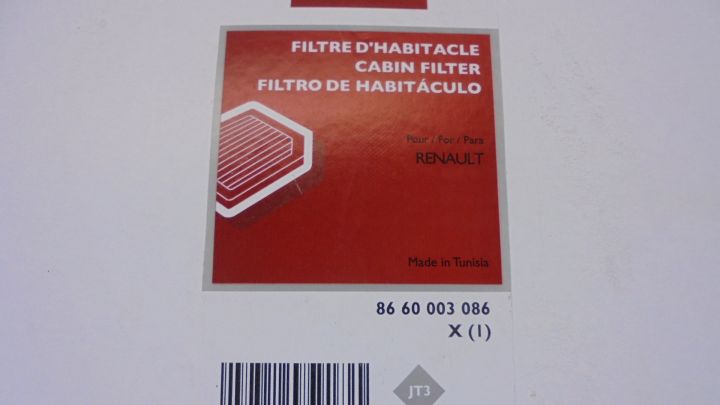 FILTRE D'HABITACLE
CABIN FILTER
FILTRO DE HABITÁCULO
Pour / For / Para
RENAULT
Made in Tunisia
86 60 003 086
X (1)
JT3